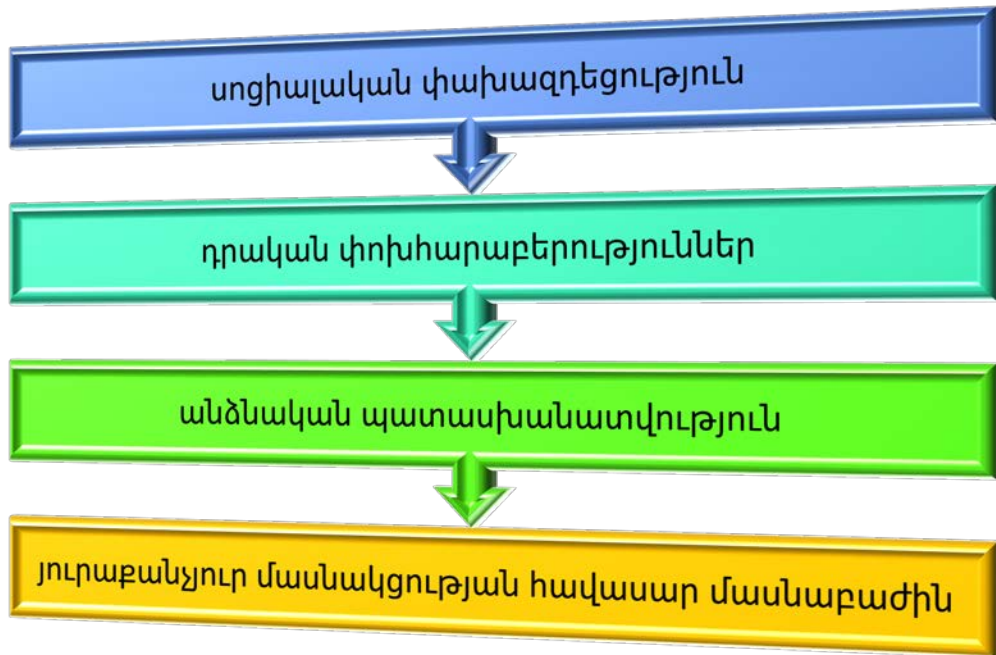 սոցիալական փախազդեցություն
դրական փոխհարաբերություններ
անձնական պատասխանատվություն
յուրաքանչյուր մասնակցության հավասար մասնաբաժին